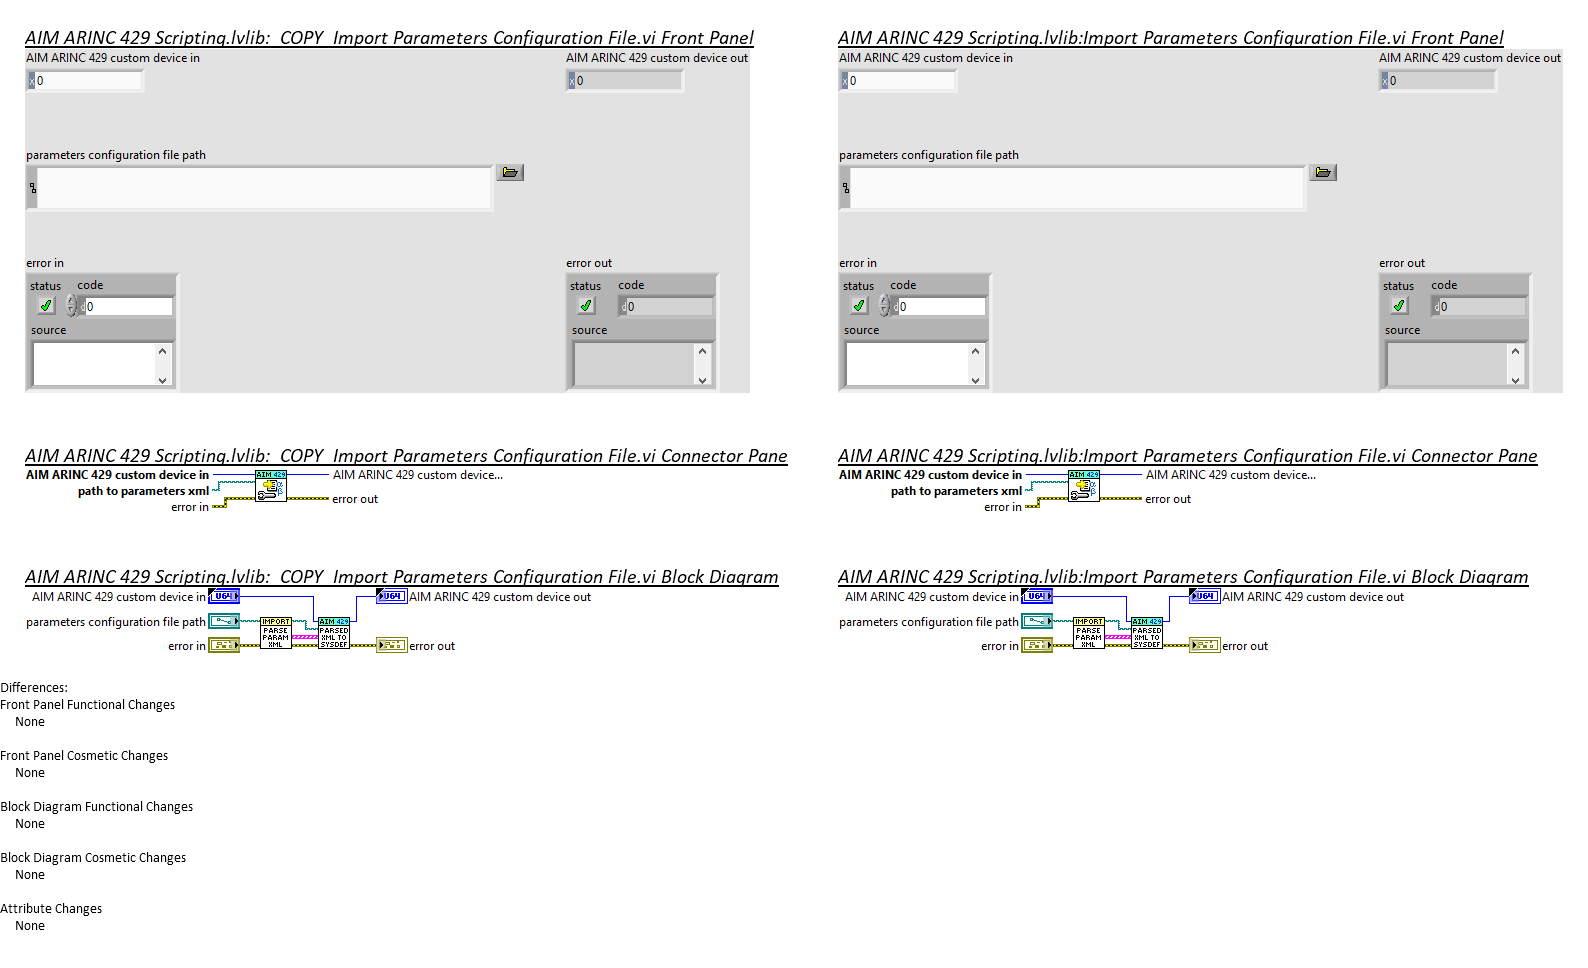 AIM ARINC 429 Scripting.lvlib:  COPY  Import Parameters Configuration File.vi Front Panel
AIM ARINC 429 custom device in
AIM ARINC 429 custom device out
x 0
x 0
parameters configuration file path
error in
error out
status
code
status
code
d 0
d 0
source
source
AIM ARINC 429 Scripting.lvlib:Import Parameters Configuration File.vi Front Panel
AIM ARINC 429 custom device in
AIM ARINC 429 custom device out
x 0
x 0
parameters configuration file path
error in
error out
status
code
status
code
d 0
d 0
source
source
AIM ARINC 429 Scripting.lvlib:  COPY  Import Parameters Configuration File.vi Connector Pane
AIM ARINC 429 custom device in
AIM 429
AIM ARINC 429 custom device...
path to parameters xml
error in
error out
AIM ARINC 429 Scripting.lvlib:Import Parameters Configuration File.vi Connector Pane
AIM ARINC 429 custom device in
AIM 429
AIM ARINC 429 custom device...
path to parameters xml
error in
error out
AIM ARINC 429 Scripting.lvlib:  COPY  Import Parameters Configuration File.vi Block Diagram
AIM ARINC 429 custom device in
U64
U64
AIM ARINC 429 custom device out
parameters configuration file path
IMPORT
PARSE
PARAM
XML
AIM 429
PARSED
XML TO
SYSDEF
error in
error out
AIM ARINC 429 Scripting.lvlib:Import Parameters Configuration File.vi Block Diagram
AIM ARINC 429 custom device in
U64
U64
AIM ARINC 429 custom device out
parameters configuration file path
IMPORT
PARSE
PARAM
XML
AIM 429
PARSED
XML TO
SYSDEF
error in
error out
Differences:
Front Panel Functional Changes
None
Front Panel Cosmetic Changes
None
Block Diagram Functional Changes
None
Block Diagram Cosmetic Changes
None
Attribute Changes
None